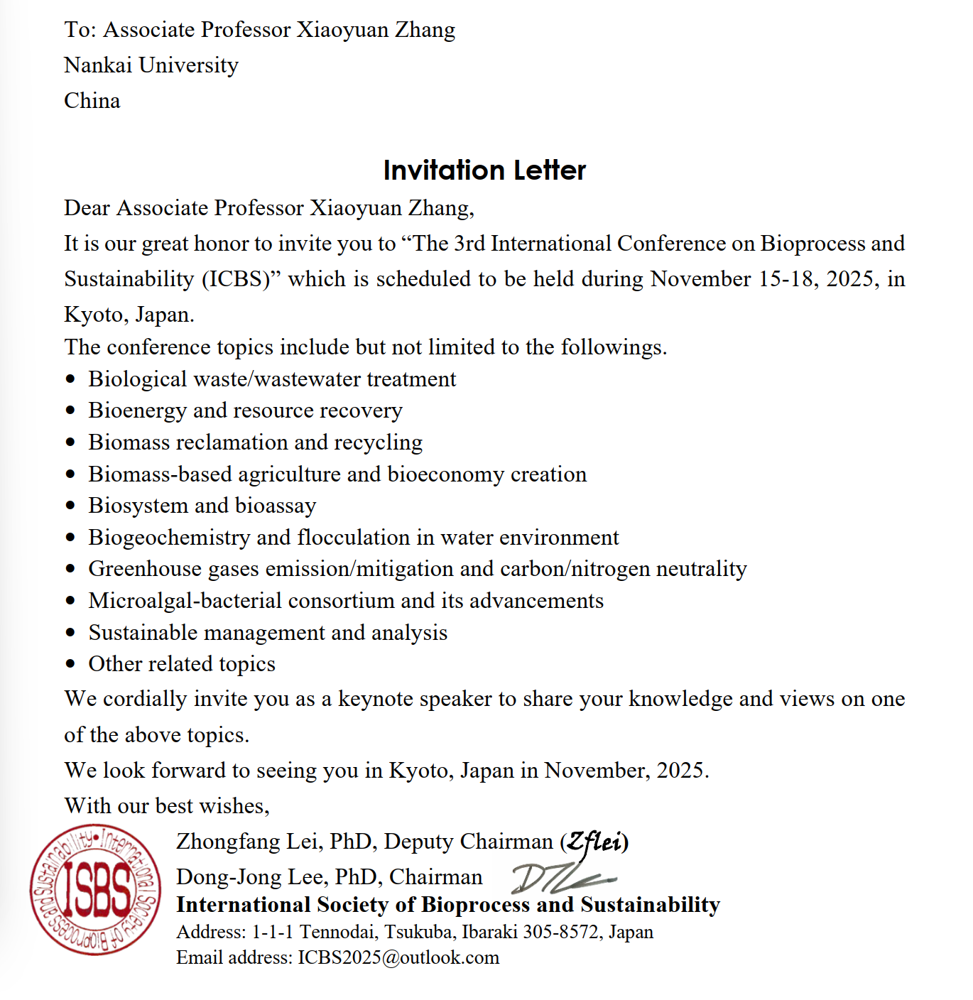 To: Associate Professor Xiaoyuan Zhang
Nankai University
China
Invitation Letter
Dear Associate Professor Xiaoyuan Zhang,
It is our great honor to invite you to “The 3rd International Conference on Bioprocess and
Sustainability (ICBS)” which is scheduled to be held during November 15-18, 2025, in
Kyoto, Japan.
The conference topics include but not limited to the followings.
● Biological waste/wastewater treatment
● Bioenergy and resource recovery
● Biomass reclamation and recycling
● Biomass-based agriculture and bioeconomy creation
● Biosystem and bioassay
● Biogeochemistry and flocculation in water environment
● Greenhouse gases emission/mitigation and carbon/nitrogen neutrality
● Microalgal-bacterial consortium and its advancements
● Sustainable management and analysis
● Other related topics
We cordially invite you as a keynote speaker to share your knowledge and views on one
of the above topics.
We look forward to seeing you in Kyoto, Japan in November, 2025.
With our best wishes,
Zhongfang Lei, PhD, Deputy Chairman (Zflei)
Dong-Jong Lee, PhD, Chairman
International Society of Bioprocess and Sustainability
Address: 1-1-1 Tennodai, Tsukuba, Ibaraki 305-8572, Japan
Email address: ICBS2025@outlook.com
International Society of Bioprocess and Sustainability
ISBS